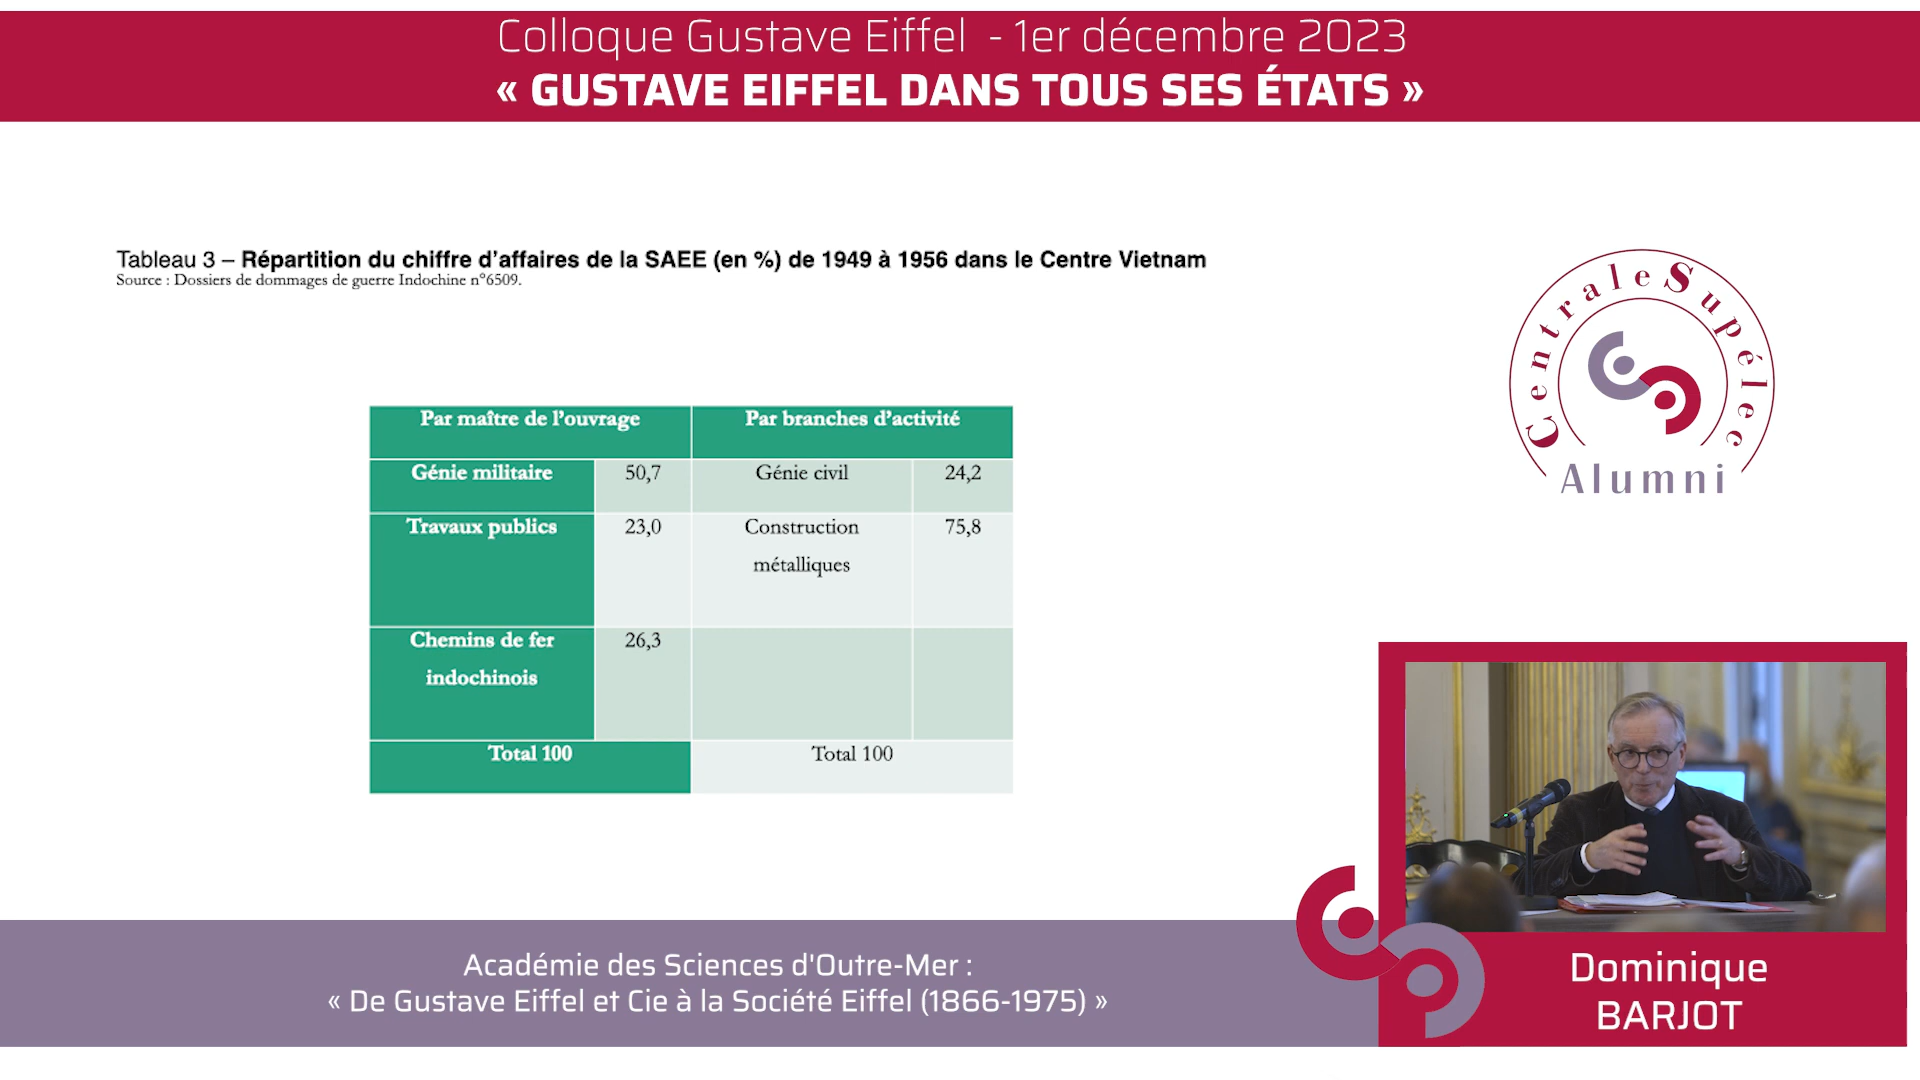 Colloque Gustave Eiffel - 1er décembre 2023
« GUSTAVE EIFFEL DANS TOUS SES ÉTATS »
Tableau 3 – Répartition du chiffre d’affaires de la SAEE (en %) de 1949 à 1956 dans le Centre Vietnam
Source : Dossiers de dommages de guerre Indochine n°6509.
Par maître de l’ouvrage Par branches d’activité
Génie militaire 50,7 Génie civil 24,2
Travaux publics 23,0 Construction 75,8
métalliques
Chemins de fer 26,3
indochinois
Total 100 Total 100
CentraleSupélec
Alumni
Académie des Sciences d'Outre-Mer :
« De Gustave Eiffel et Cie à la Société Eiffel (1866-1975) »
Dominique
BARJOT